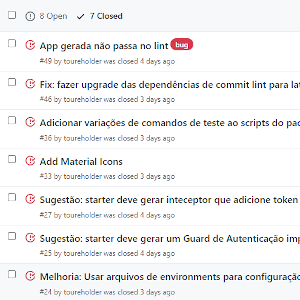 8 Open 7 Closed
App gerada não passa no lint bug
#49 by toureholder was closed 4 days ago
Fix: fazer upgrade das dependências de commit lint para
#46 by toureholder was closed 3 days ago
Adicionar variações de comandos de teste ao scripts do
#36 by toureholder was closed 3 days ago
Add Material Icons
#33 by toureholder was closed 3 days ago
Sugestão: starter deve gerar inteceptor que adicione token
#27 by toureholder was closed 4 days ago
Sugestão: starter deve gerar um Guard de Autenticação
#25 by toureholder was closed 4 days ago
Melhoria: Usar arquivos de environments para
#24 by toureholder was closed 3 days ago